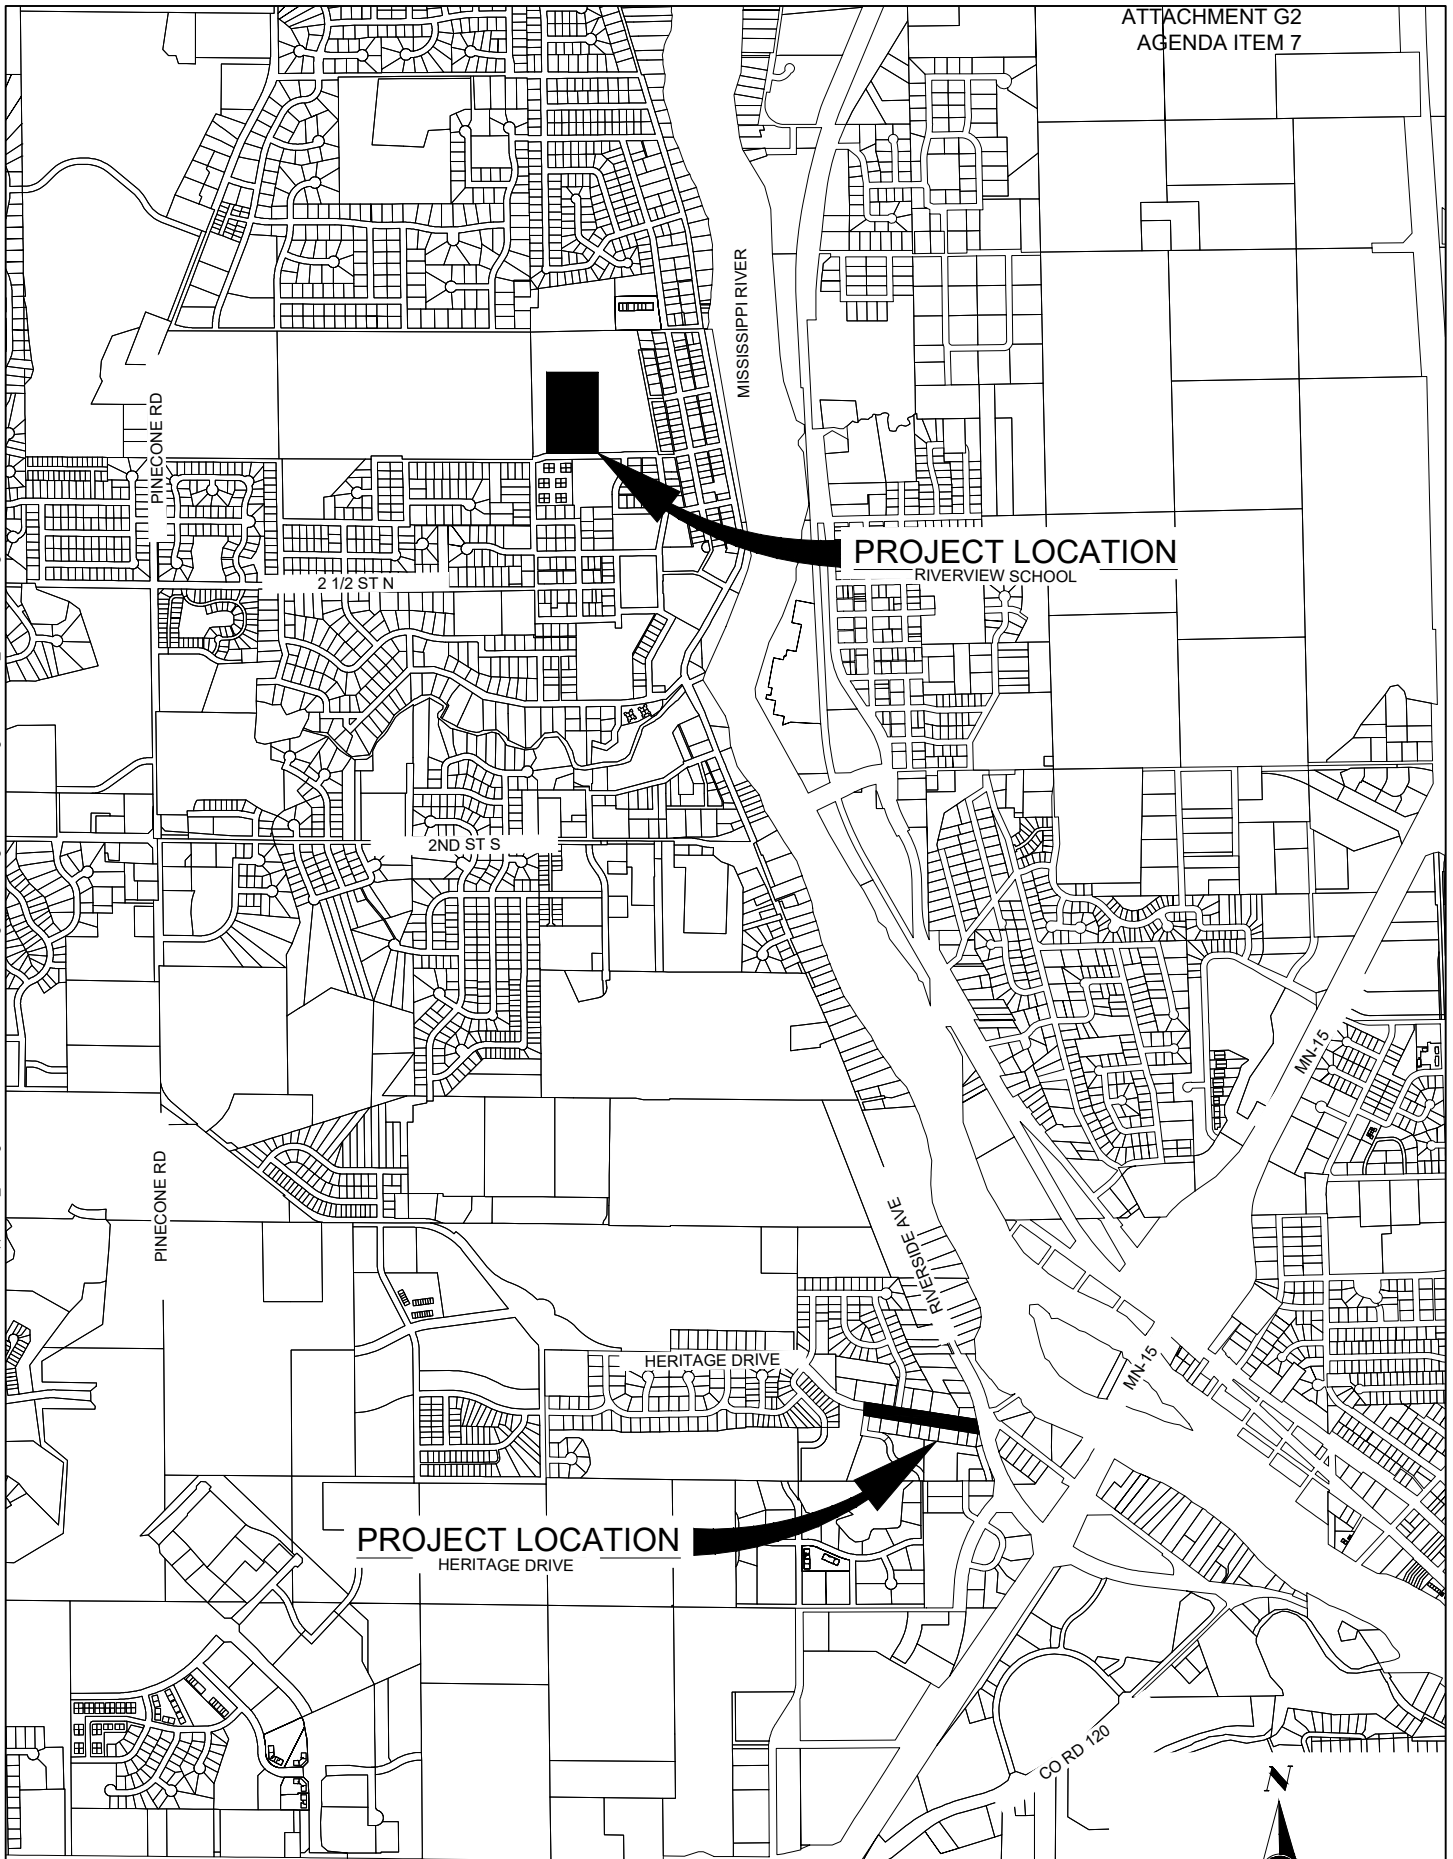 ATTACHMENT G2
AGENDA ITEM 7
MISSISSIPPI RIVER
PINECONE RD
PROJECT LOCATION
RIVERVIEW SCHOOL
2 1/2 ST N
2ND ST S
MN-15
PINECONE RD
RIVERSIDE AVE
HERITAGE DRIVE
MN-15
PROJECT LOCATION
HERITAGE DRIVE
CO RD 120
N